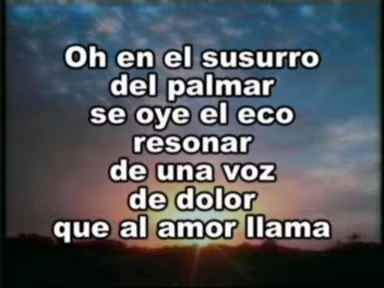 Oh en el susurro
del palmar
se oye el eco
resonar
de una voz
de dolor
que al amor llama